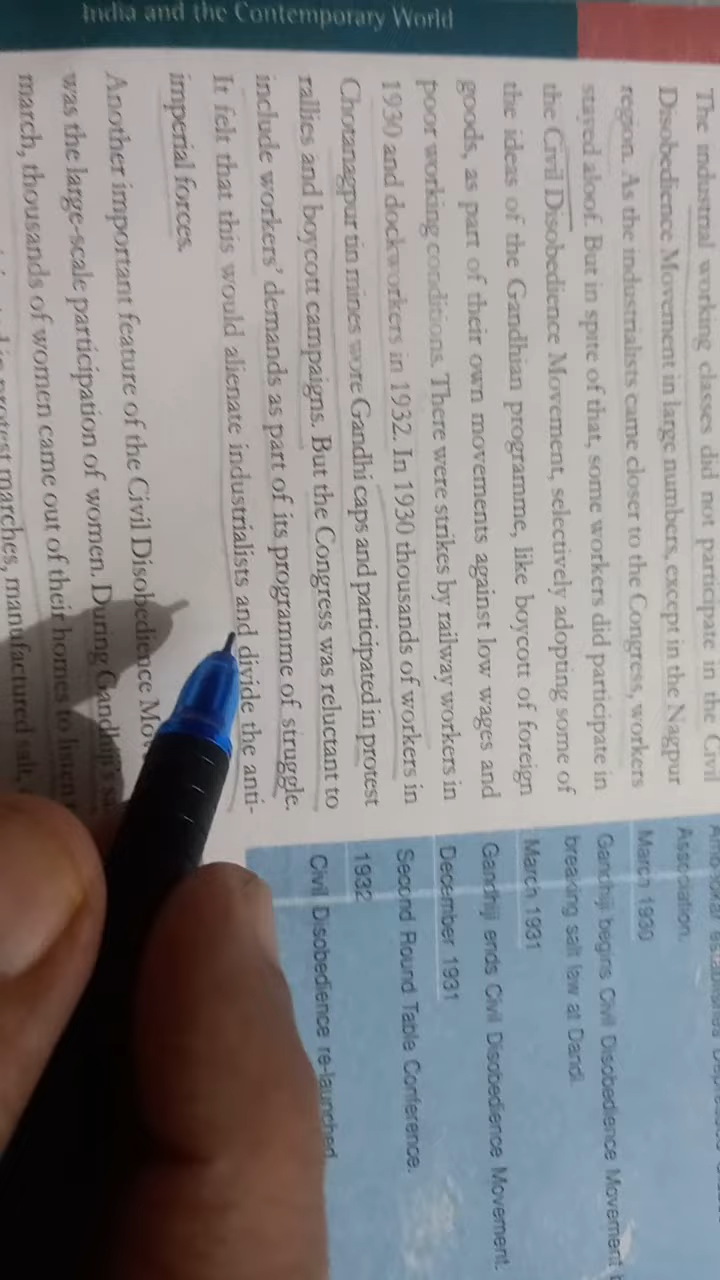 India and the Contemporary World
The industrial working classes did not participate in the Civil
Disobedience Movement in large numbers, except in the Nagpur
region. As the industrialists came closer to the Congress, workers
stayed aloof. But in spite of that, some workers did participate in
the Civil Disobedience Movement, selectively adopting some of
the ideas of the Gandhian programme, like boycott of foreign
goods, as part of their own movements against low wages and
poor working conditions. There were strikes by railway workers in
1930 and dockworkers in 1932. In 1930 thousands of workers in
Chotanagpur tin mines wore Gandhi caps and participated in protest
rallies and boycott campaigns. But the Congress was reluctant to
include workers’ demands as part of its programme of struggle.
It felt that this would alienate industrialists and divide the anti-
imperial forces.
Another important feature of the Civil Disobedience
was the large-scale participation of women. During Gandhiji's
march, thousands of women came out of their homes to listen
protest marches, manufactured salt,
Association.
March 1930
Gandhiji begins Civil Disobedience Movement
breaking salt law at Dandi.
March 1931
Gandhiji ends Civil Disobedience Movement.
December 1931
Second Round Table Conference.
1932
Civil Disobedience re-launched